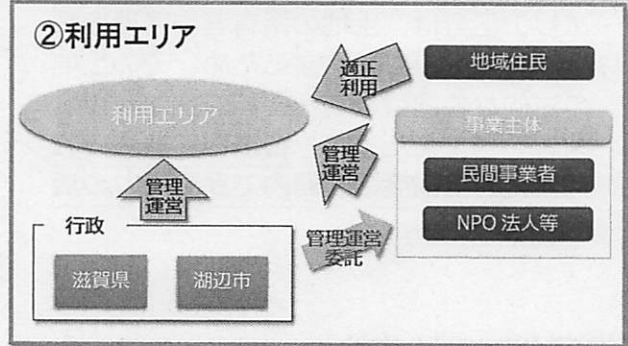 ②利用エリア
適正
利用
地域住民
利用エリア
事業主体
管理
運営
民間事業者
管理
運営
NPO 法人等
行政
管理運営
委託
滋賀県
湖辺市